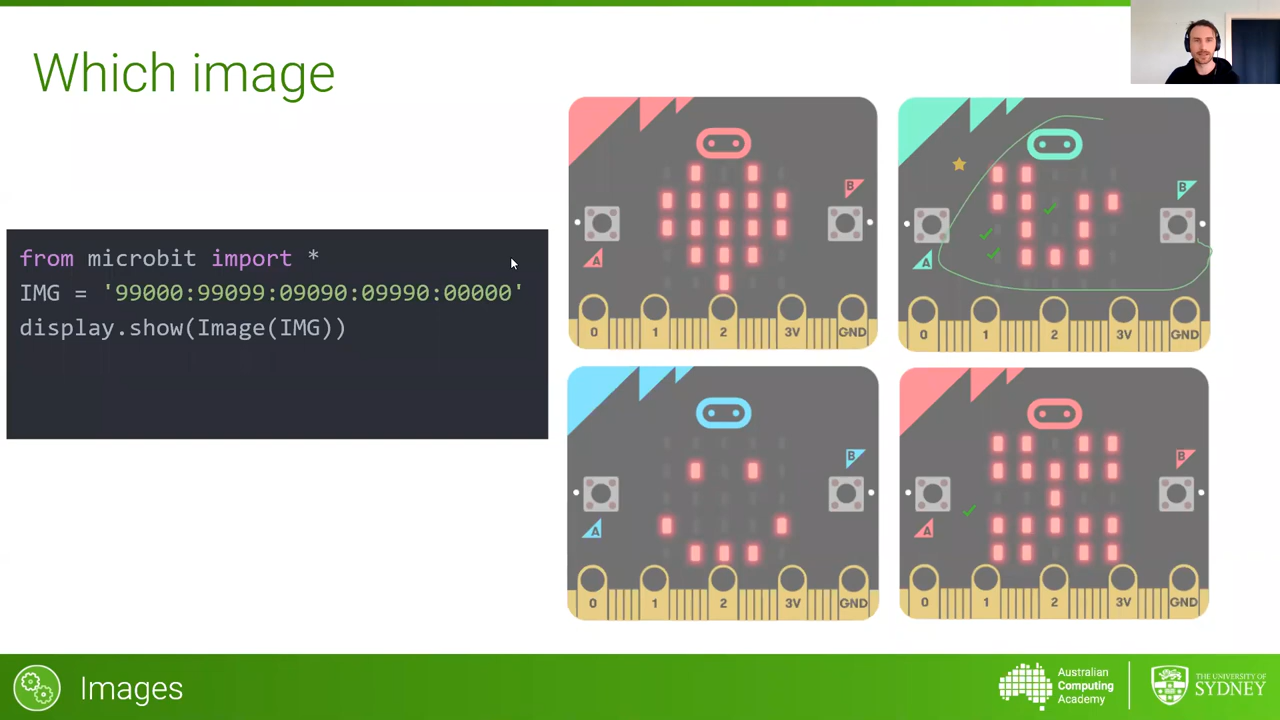 Which image
from microbit import *
IMG = '99000:99099:09090:09990:00000'
display.show(Image(IMG))
B
A
0 1 2 3V GND
B
A
0 1 2 3V GND
B
A
0 1 2 3V GND
B
A
0 1 2 3V GND
Images
Australian
Computing
Academy
THE UNIVERSITY OF
SYDNEY